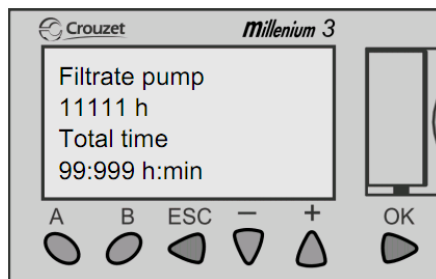 Crouzet millenium 3
Filtrate pump
11111 h
Total time
99:999 h:min
A B ESC − + OK